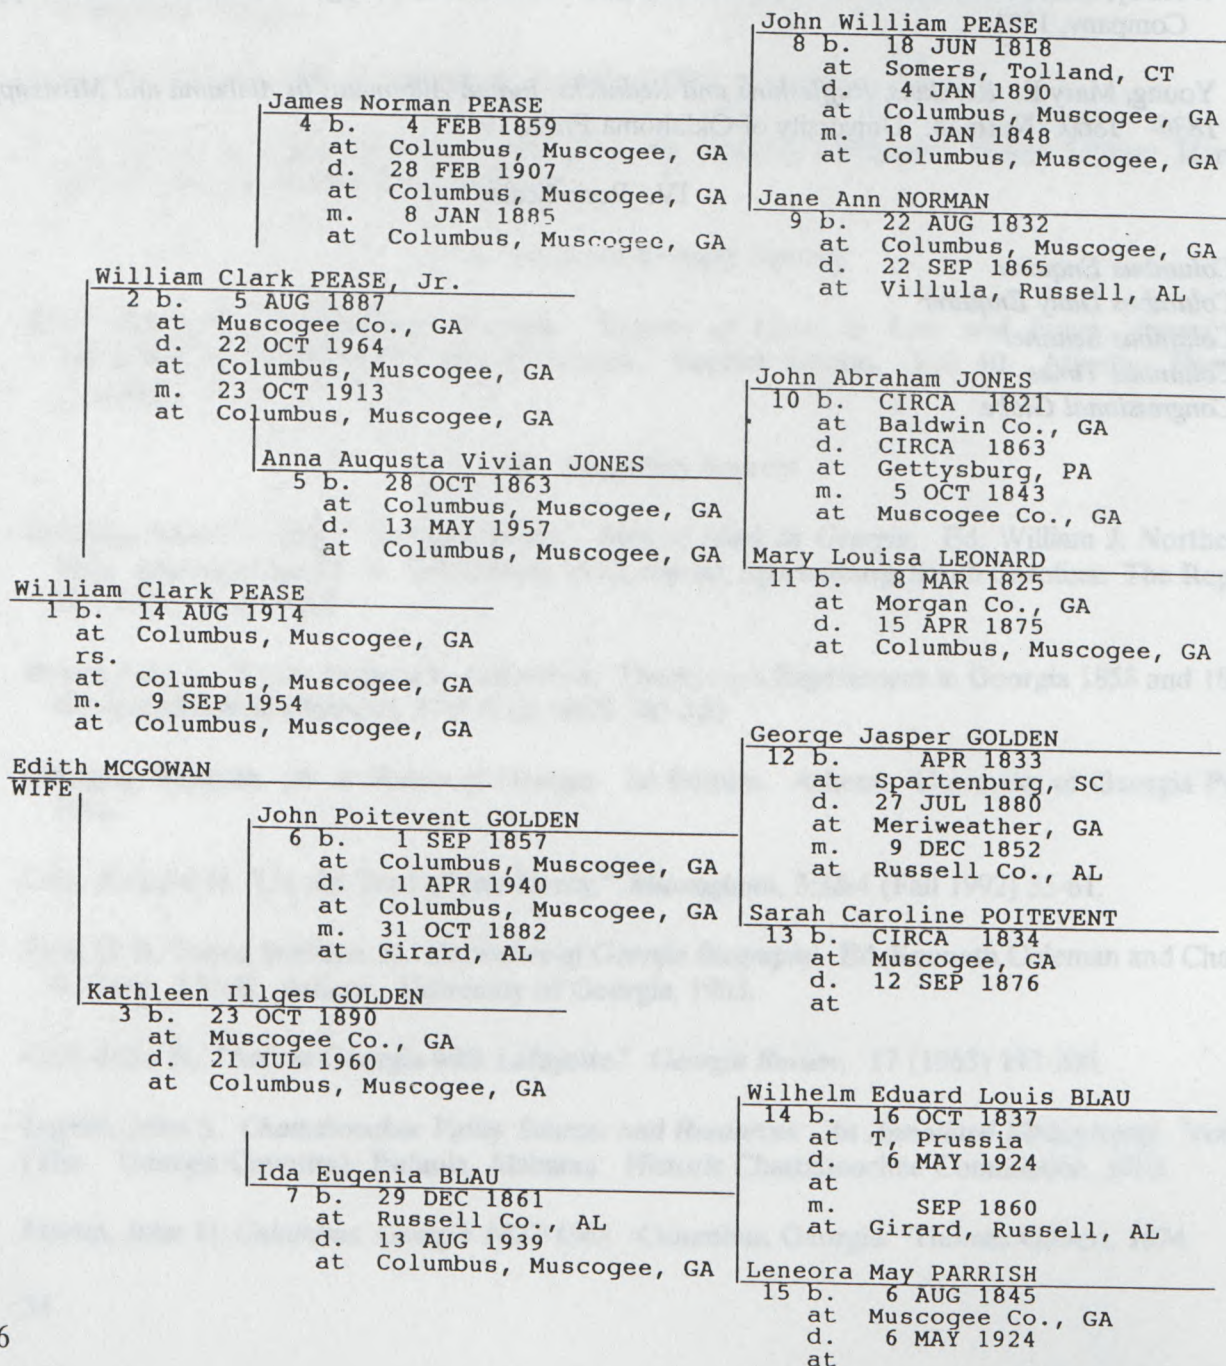 John William PEASE
8 b. 18 JUN 1818
at Somers, Tolland, CT
d. 4 JAN 1890
at Columbus, Muscogee, GA
m. 18 JAN 1848
at Columbus, Muscogee, GA
James Norman PEASE
4 b. 4 FEB 1859
at Columbus, Muscogee, GA
d. 28 FEB 1907
at Columbus, Muscogee, GA
m. 8 JAN 1885
at Columbus, Muscogee, GA
Jane Ann NORMAN
9 b. 22 AUG 1832
at Columbus, Muscogee, GA
d. 22 SEP 1865
at Villula, Russell, AL
William Clark PEASE, Jr.
2 b. 5 AUG 1887
at Muscogee Co., GA
d. 22 OCT 1964
at Columbus, Muscogee, GA
m. 23 OCT 1913
at Columbus, Muscogee, GA
John Abraham JONES
10 b. CIRCA 1821
at Baldwin Co., GA
d. CIRCA 1863
at Gettysburg, PA
m. 5 OCT 1843
at Muscogee Co., GA
Anna Augusta Vivian JONES
5 b. 28 OCT 1863
at Columbus, Muscogee, GA
d. 13 MAY 1957
at Columbus, Muscogee, GA
Mary Louisa LEONARD
11 b. 8 MAR 1825
at Morgan Co., GA
d. 15 APR 1875
at Columbus, Muscogee, GA
William Clark PEASE
1 b. 14 AUG 1914
at Columbus, Muscogee, GA
rs.
at Columbus, Muscogee, GA
m. 9 SEP 1954
at Columbus, Muscogee, GA
Edith MCGOWAN
WIFE
George Jasper GOLDEN
12 b. APR 1833
at Spartenburg, SC
d. 27 JUL 1880
at Meriweather, GA
m. 9 DEC 1852
at Russell Co., AL
John Poitevent GOLDEN
6 b. 1 SEP 1857
at Columbus, Muscogee, GA
d. 1 APR 1940
at Columbus, Muscogee, GA
m. 31 OCT 1882
at Girard, AL
Sarah Caroline POITEVENT
13 b. CIRCA 1834
at Muscogee, GA
d. 12 SEP 1876
at
Kathleen Illges GOLDEN
3 b. 23 OCT 1890
at Muscogee Co., GA
d. 21 JUL 1960
at Columbus, Muscogee, GA
Wilhelm Eduard Louis BLAU
14 b. 16 OCT 1837
at T, Prussia
d. 6 MAY 1924
at
m. SEP 1860
at Girard, Russell, AL
Ida Eugenia BLAU
7 b. 29 DEC 1861
at Russell Co., AL
d. 13 AUG 1939
at Columbus, Muscogee, GA
Leneora May PARRISH
15 b. 6 AUG 1845
at Muscogee Co., GA
d. 6 MAY 1924
at
6